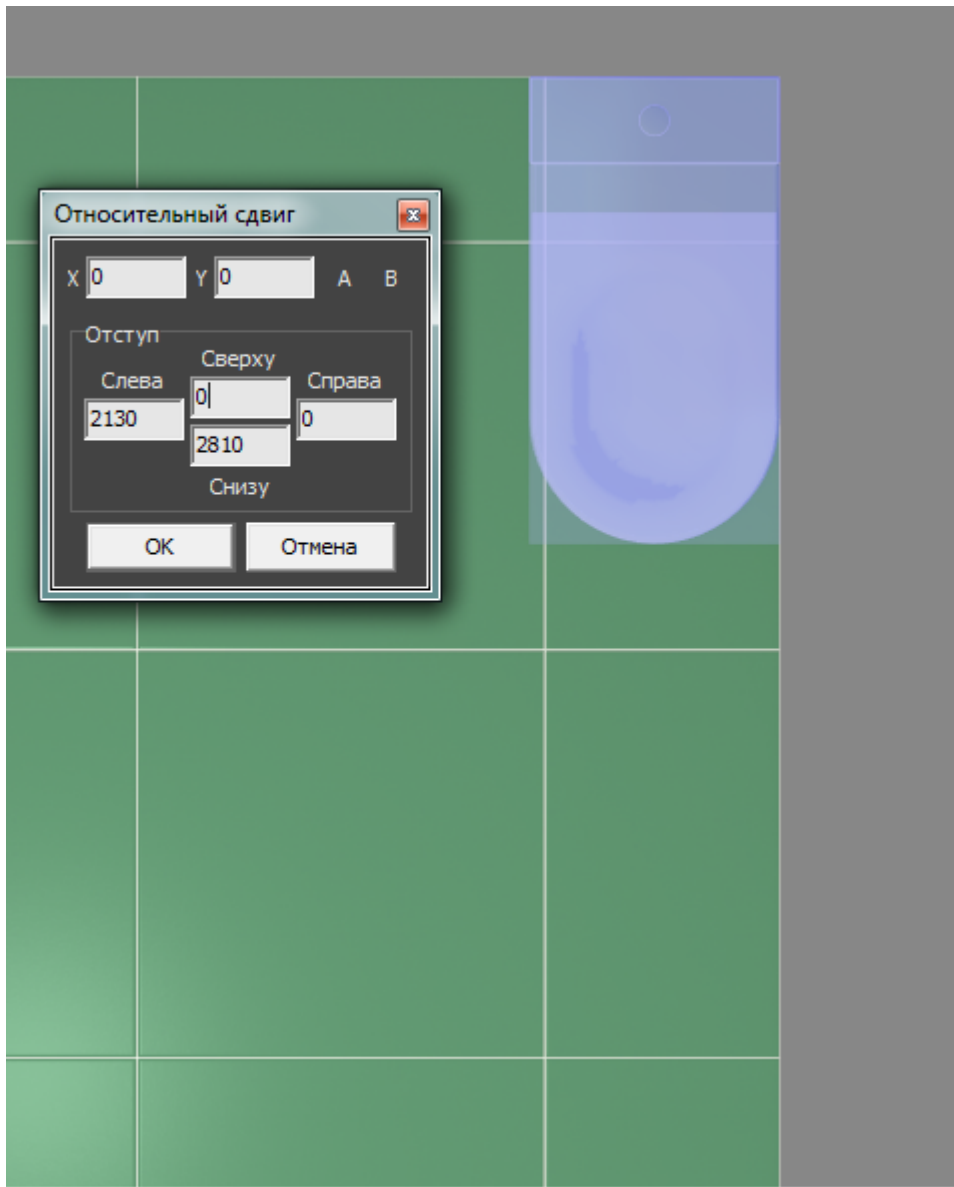 Относительный сдвиг
X 0 Y 0 A B
Отступ
Сверху
Слева 0 Справа
2130 2810 0
Снизу
OK Отмена